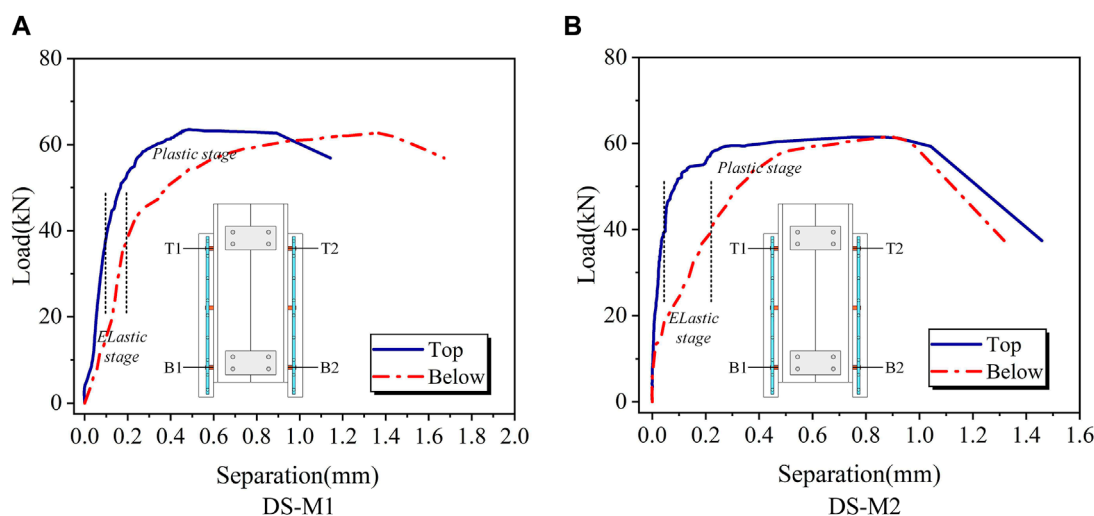 A
B
80
60
40
20
0
Load(kN)
Plastic stage
ELastic
stage
T1
T2
B1
B2
Top
Below
0.0 0.2 0.4 0.6 0.8 1.0 1.2 1.4 1.6 1.8 2.0
Separation(mm)
DS-M1
80
60
40
20
0
Load(kN)
Plastic stage
ELastic
stage
T1
T2
B1
B2
Top
Below
0.0 0.2 0.4 0.6 0.8 1.0 1.2 1.4 1.6
Separation(mm)
DS-M2